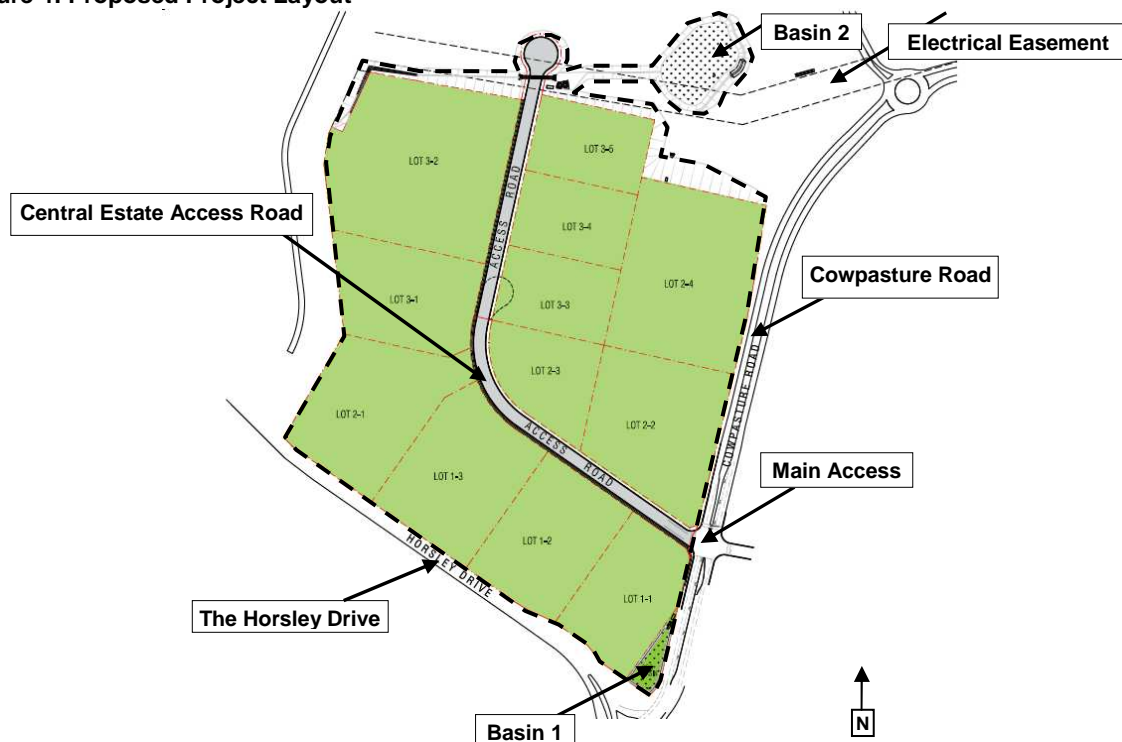 Proposed Project Layout
Basin 2
Electrical Easement
LOT 3-2
LOT 3-5
ACCESS ROAD
Central Estate Access Road
LOT 3-4
LOT 2-4
Cowpasture Road
LOT 3-1
LOT 3-3
COWPASTURE ROAD
LOT 2-3
LOT 2-1
LOT 2-2
ACCESS ROAD
Main Access
LOT 1-3
LOT 1-2
HORSLEY DRIVE
LOT 1-1
The Horsley Drive
Basin 1
N